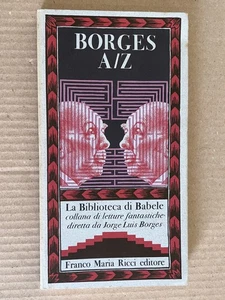 BORGES
A/Z
La Biblioteca di Babele
collana di letture fantastiche
diretta da Jorge Luis Borges
Franco Maria Ricci editore